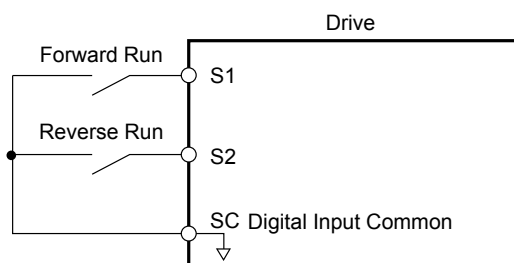 Drive
Forward Run
S1
Reverse Run
S2
SC Digital Input Common